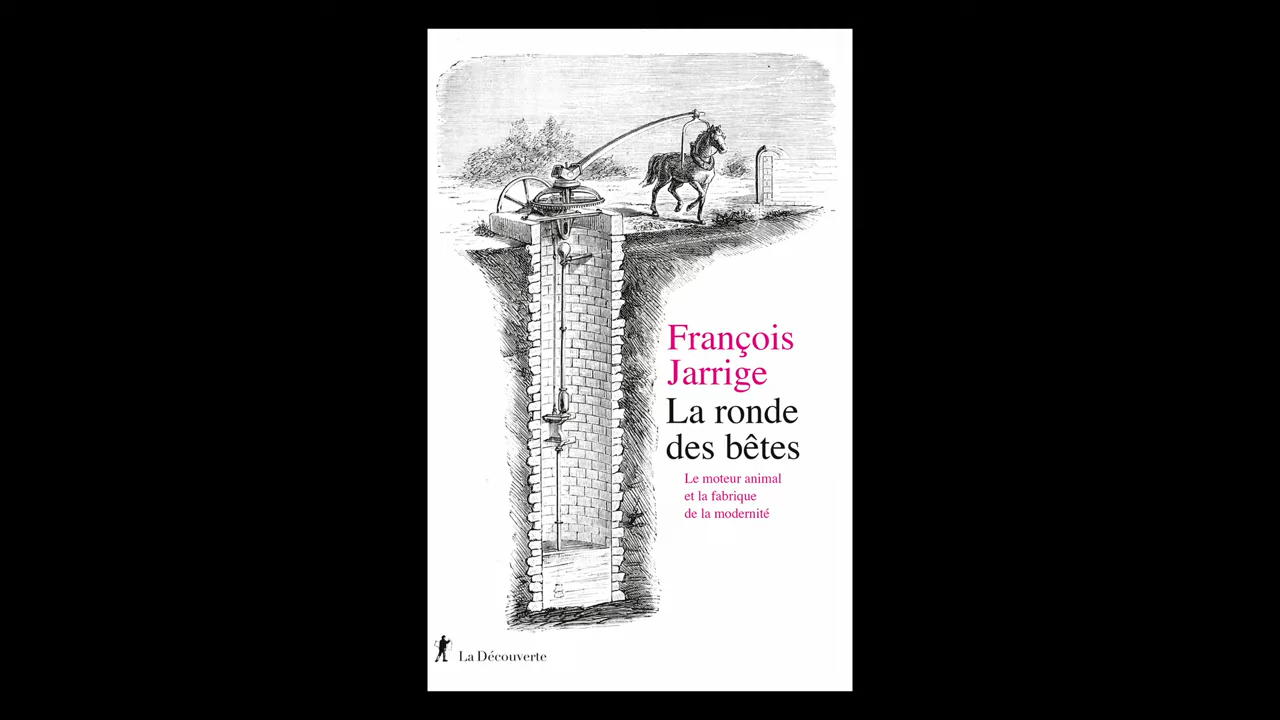 François
Jarrige
La ronde
des bêtes
Le moteur animal
et la fabrique
de la modernité
La Découverte